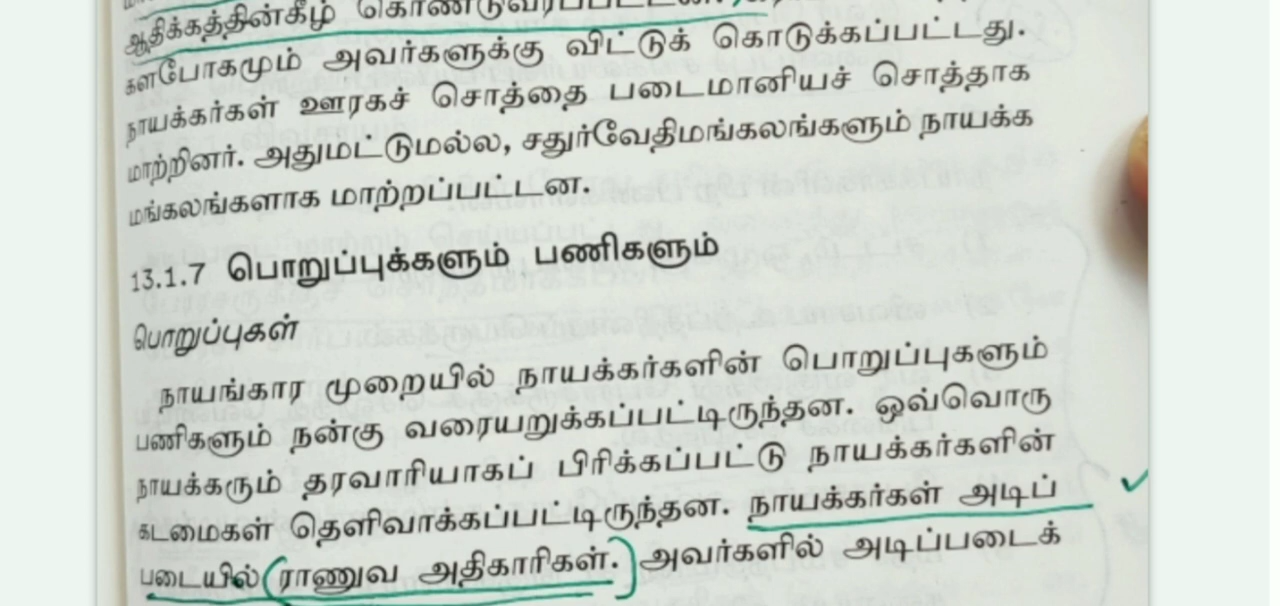 ஆதிக்கத்தின்கீழ் கொண்டுவரப்பட்டன.
களபோகமும் அவர்களுக்கு விட்டுக் கொடுக்கப்பட்டது.
நாயக்கர்கள் ஊரகச் சொத்தை படைமானியச் சொத்தாக
மாற்றினர். அதுமட்டுமல்ல, சதுர்வேதிமங்கலங்களும் நாயக்க
மங்கலங்களாக மாற்றப்பட்டன.
13.1.7 பொறுப்புக்களும் பணிகளும்
பொறுப்புகள்
நாயங்கார முறையில் நாயக்கர்களின் பொறுப்புகளும்
பணிகளும் நன்கு வரையறுக்கப்பட்டிருந்தன. ஒவ்வொரு
நாயக்கரும் தரவாரியாகப் பிரிக்கப்பட்டு நாயக்கர்களின்
கடமைகள் தெளிவாக்கப்பட்டிருந்தன. நாயக்கர்கள் அடிப்
படையில் (ராணுவ அதிகாரிகள்.) அவர்களில் அடிப்படைக்